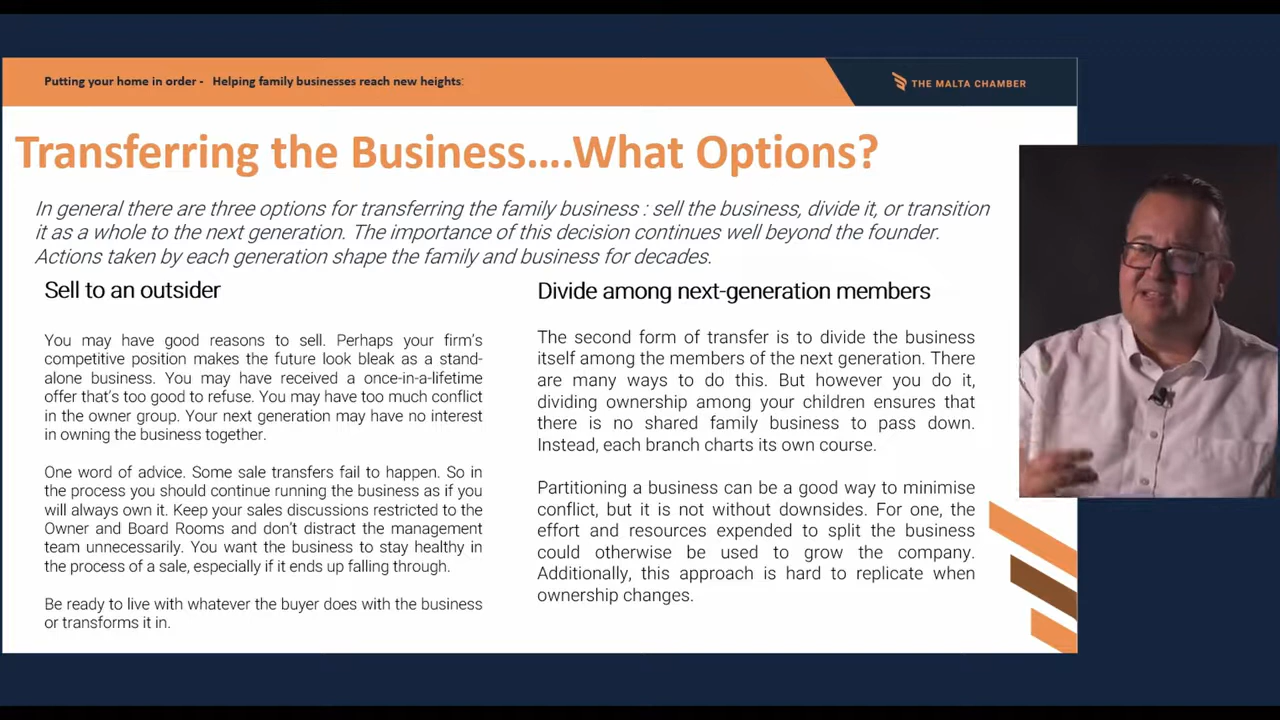 Putting your home in order - Helping family businesses reach new heights:
THE MALTA CHAMBER
Transferring the Business....What Options?
In general there are three options for transferring the family business : sell the business, divide it, or transition
it as a whole to the next generation. The importance of this decision continues well beyond the founder.
Actions taken by each generation shape the family and business for decades.
Sell to an outsider
You may have good reasons to sell. Perhaps your firm's
competitive position makes the future look bleak as a stand-
alone business. You may have received a once-in-a-lifetime
offer that's too good to refuse. You may have too much conflict
in the owner group. Your next generation may have no interest
in owning the business together.
One word of advice. Some sale transfers fail to happen. So in
the process you should continue running the business as if you
will always own it. Keep your sales discussions restricted to the
Owner and Board Rooms and don't distract the management
team unnecessarily. You want the business to stay healthy in
the process of a sale, especially if it ends up falling through.
Be ready to live with whatever the buyer does with the business
or transforms it in.
Divide among next-generation members
The second form of transfer is to divide the business
itself among the members of the next generation. There
are many ways to do this. But however you do it,
dividing ownership among your children ensures that
there is no shared family business to pass down.
Instead, each branch charts its own course.
Partitioning a business can be a good way to minimise
conflict, but it is not without downsides. For one, the
effort and resources expended to split the business
could otherwise be used to grow the company.
Additionally, this approach is hard to replicate when
ownership changes.